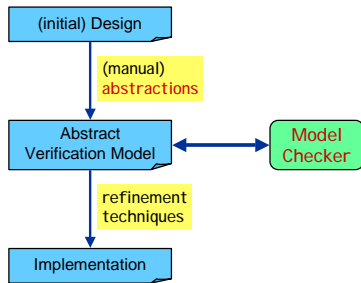 (initial) Design
(manual)
abstractions
Abstract
Verification Model
Model
Checker
refinement
techniques
Implementation